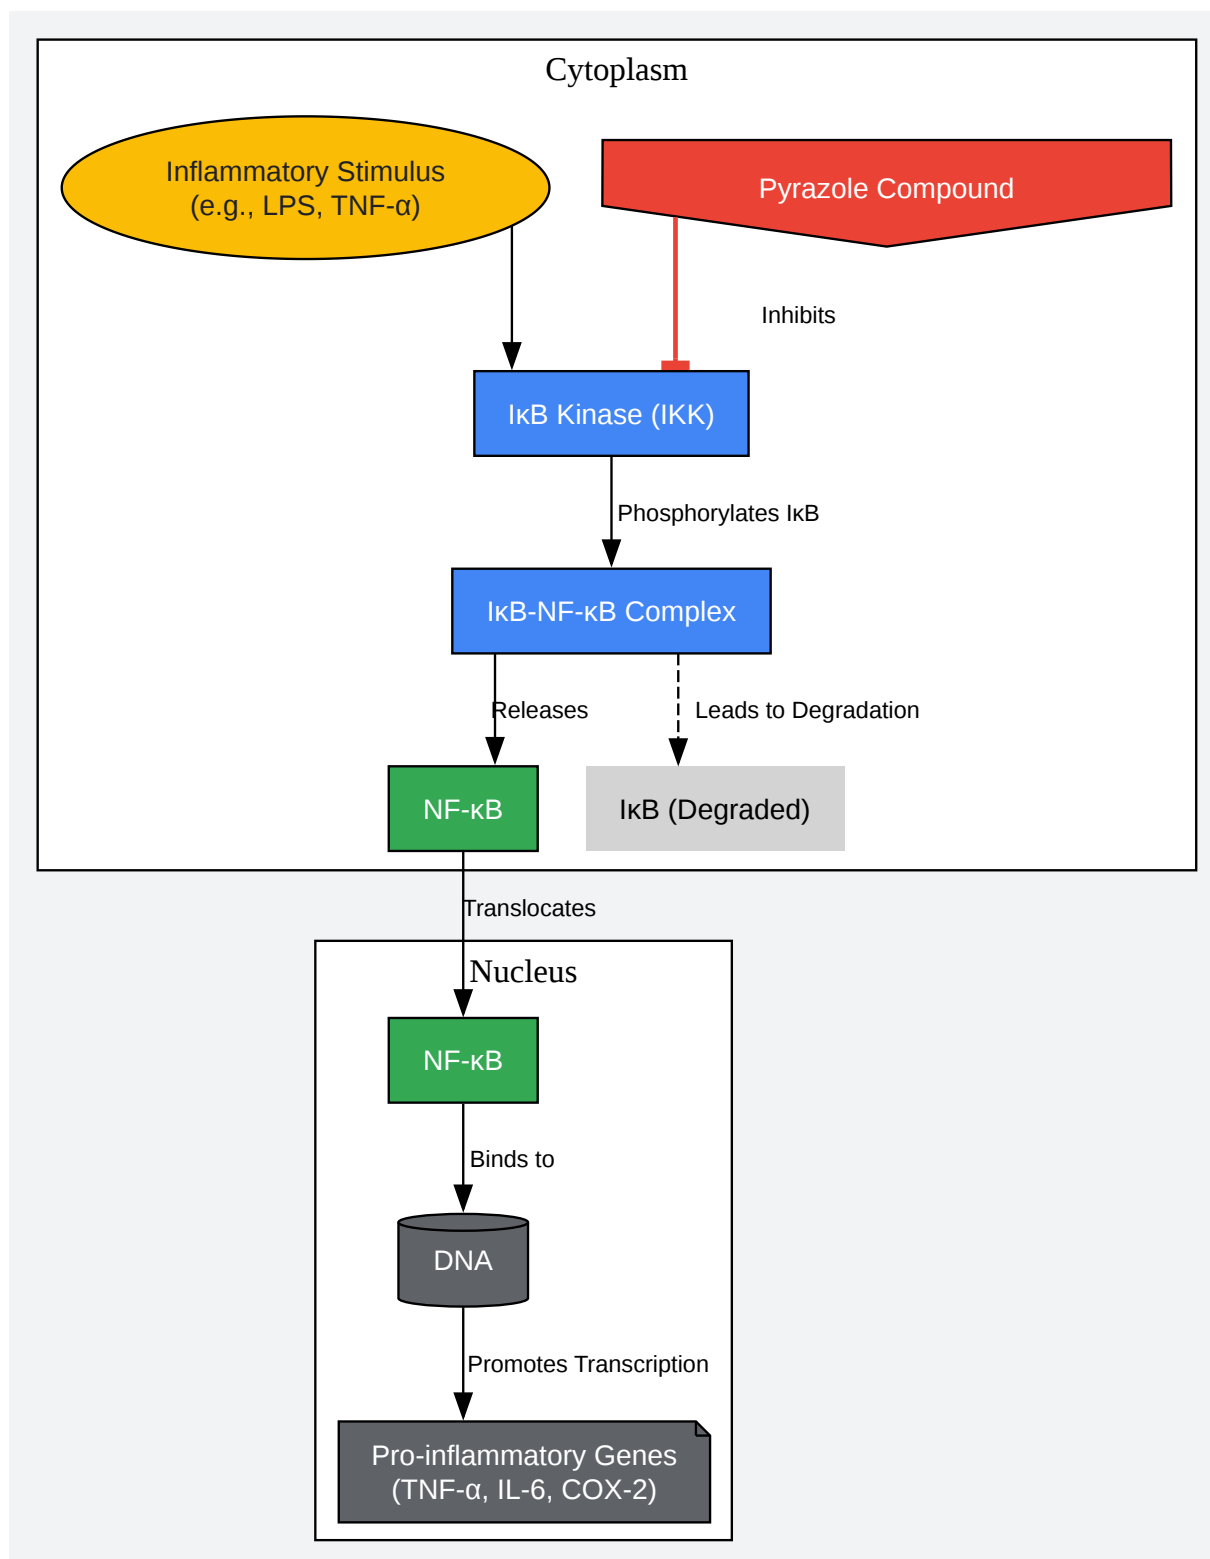 Cytoplasm
Inflammatory Stimulus
(e.g., LPS, TNF-α)
Pyrazole Compound
Inhibits
IκB Kinase (IKK)
Phosphorylates IκB
IκB-NF-κB Complex
Releases
Leads to Degradation
NF-κB
IκB (Degraded)
Translocates
Nucleus
NF-κB
Binds to
DNA
Promotes Transcription
Pro-inflammatory Genes
(TNF-α, IL-6, COX-2)